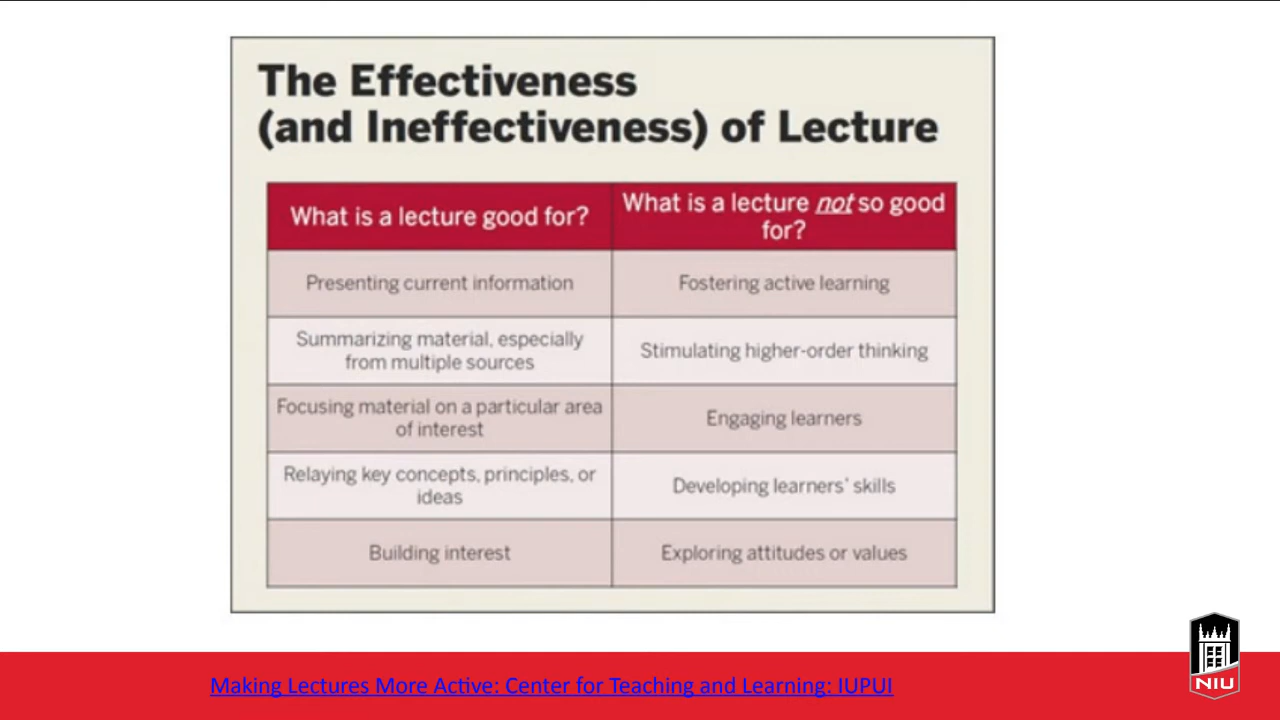 The Effectiveness
(and Ineffectiveness) of Lecture
What is a lecture good for?
What is a lecture not so good
for?
Presenting current information
Fostering active learning
Summarizing material, especially
from multiple sources
Stimulating higher-order thinking
Focusing material on a particular area
of interest
Engaging learners
Relaying key concepts, principles, or
ideas
Developing learners' skills
Building interest
Exploring attitudes or values
Making Lectures More Active: Center for Teaching and Learning: IUPUI
NIU